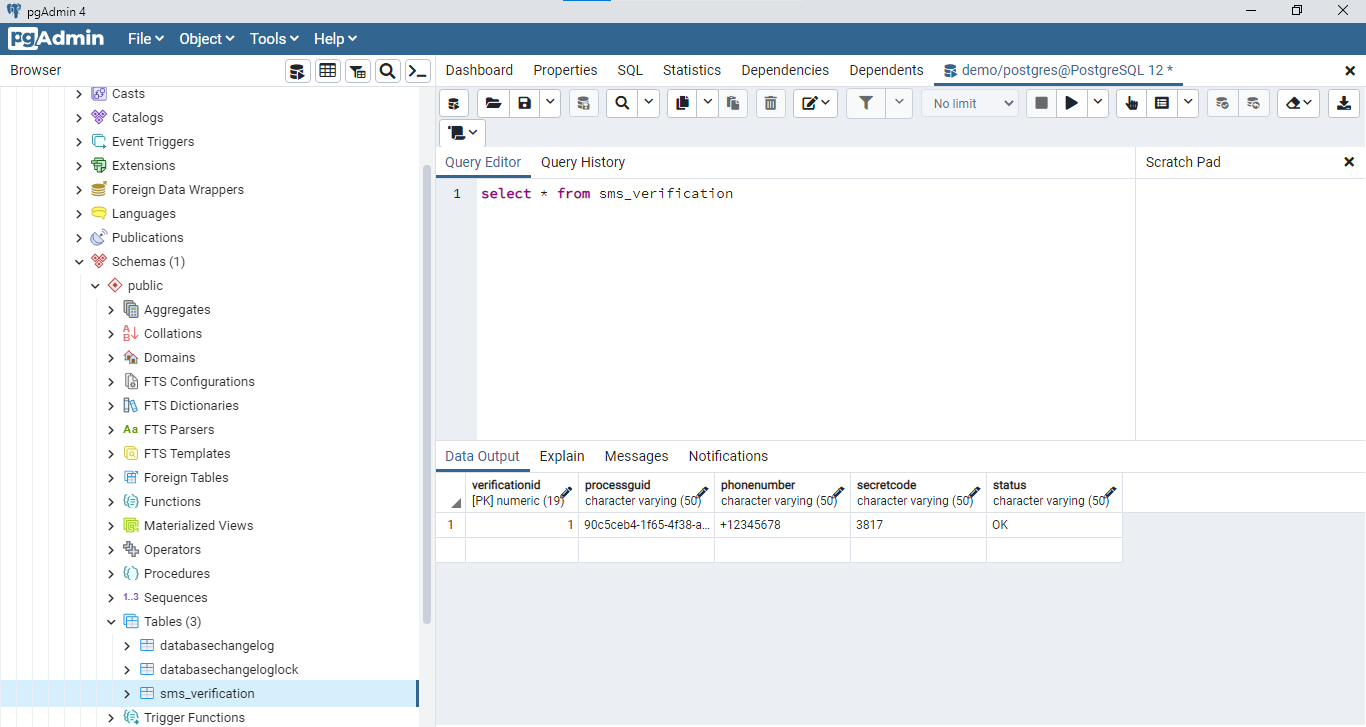 pgAdmin 4
pgAdmin File Object Tools Help
Browser
Dashboard Properties SQL Statistics Dependencies Dependents demo/postgres@PostgreSQL 12 *
No limit
Casts
Catalogs
Event Triggers
Extensions
Foreign Data Wrappers
Languages
Publications
Schemas (1)
public
Aggregates
Collations
Domains
FTS Configurations
FTS Dictionaries
Aa FTS Parsers
FTS Templates
Foreign Tables
Functions
Materialized Views
Operators
Procedures
1..3 Sequences
Tables (3)
databasechangelog
databasechangeloglock
sms_verification
Trigger Functions
Query Editor Query History
Scratch Pad
1 select * from sms_verification
Data Output Explain Messages Notifications
verificationid processguid phonenumber secretcode status
[PK] numeric (19) character varying (50) character varying (50) character varying (50) character varying (50)
1 1 90c5ceb4-1f65-4f38-a... +12345678 3817 OK